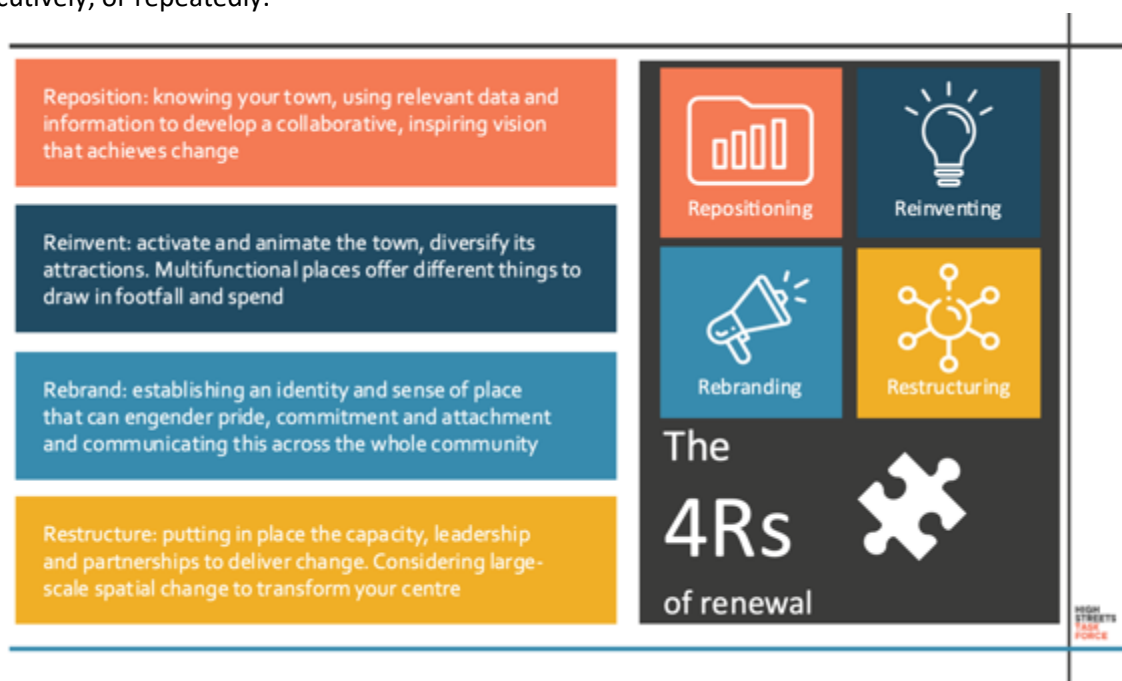 cutively, or repeatedly.
Reposition: knowing your town, using relevant data and
information to develop a collaborative, inspiring vision
that achieves change
Reinvent: activate and animate the town, diversify its
attractions. Multifunctional places offer different things to
draw in footfall and spend
Rebrand: establishing an identity and sense of place
that can engender pride, commitment and attachment
and communicating this across the whole community
Restructure: putting in place the capacity, leadership
and partnerships to deliver change. Considering large-
scale spatial change to transform your centre
Repositioning
Reinventing
Rebranding
Restructuring
The
4Rs
of renewal
HIGH
STREETS
TASK
FORCE